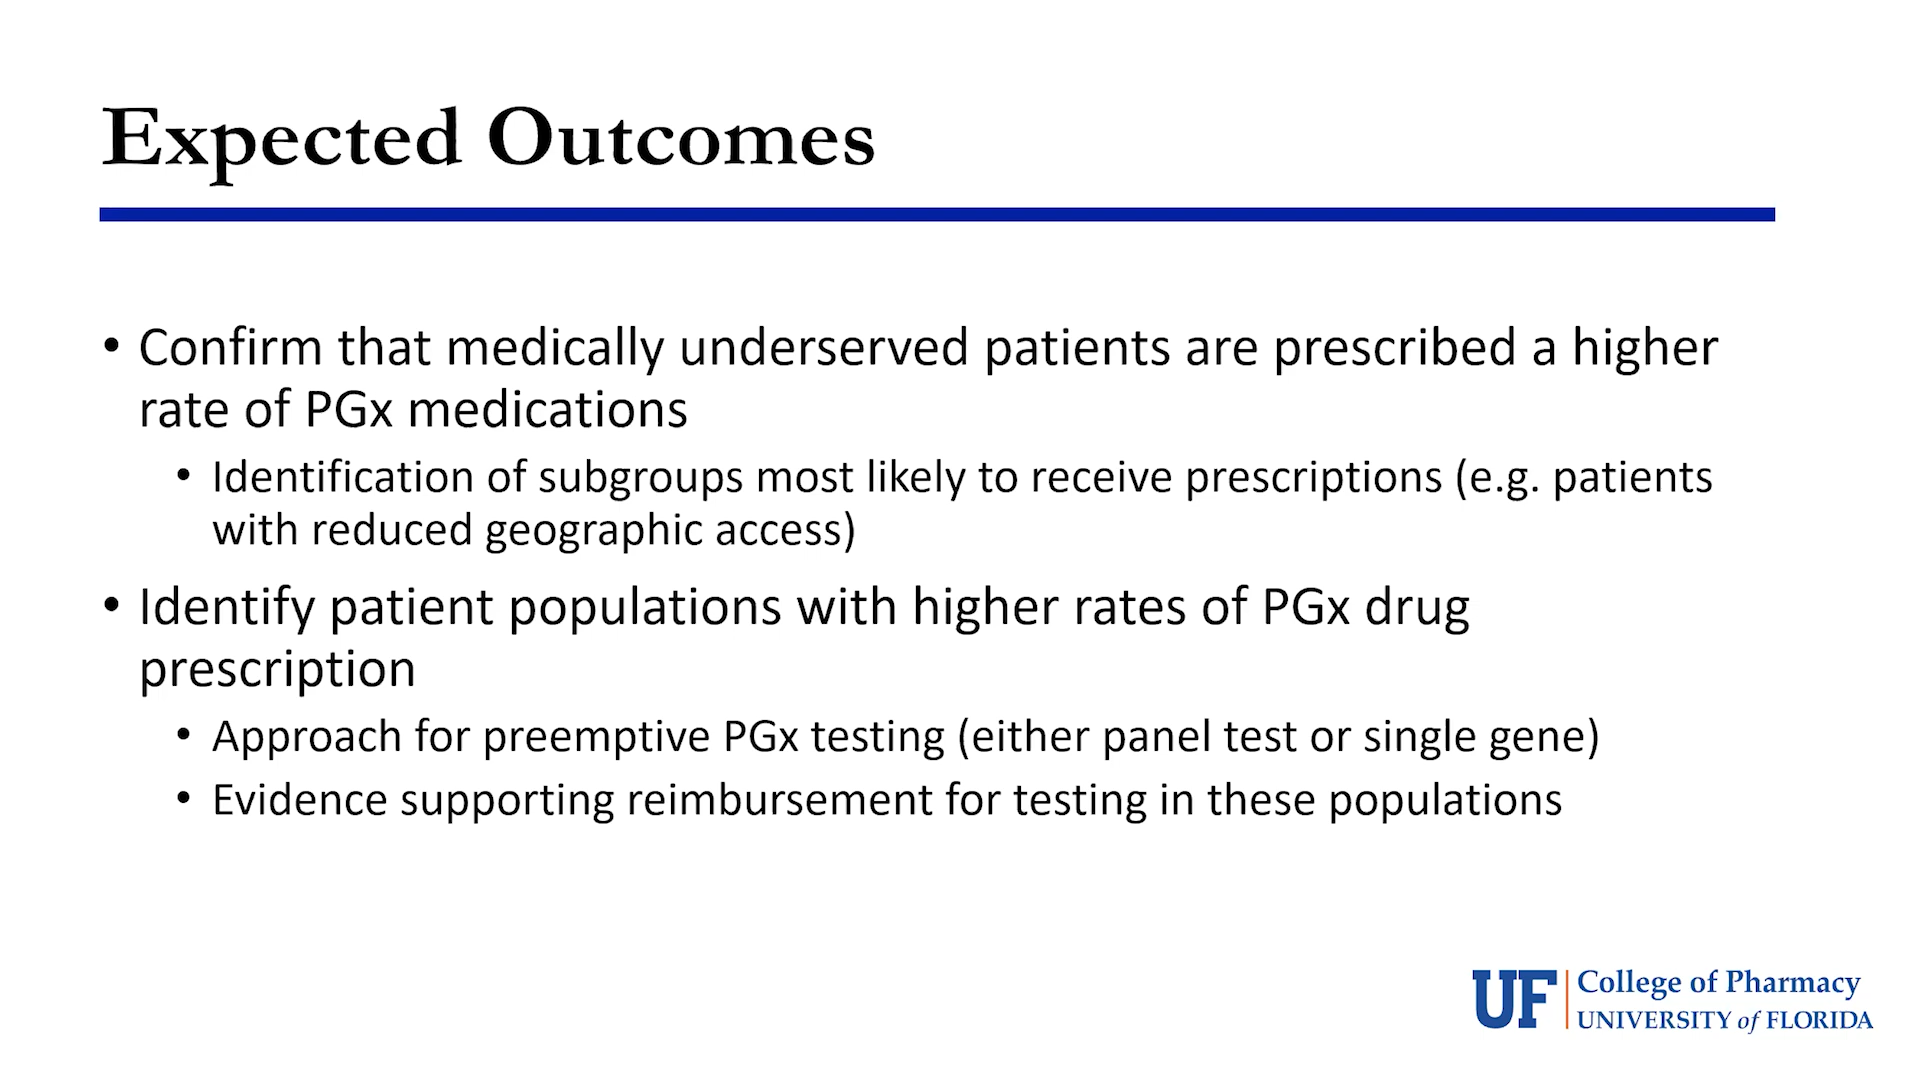 Expected Outcomes
• Confirm that medically underserved patients are prescribed a higher
rate of PGx medications
• Identification of subgroups most likely to receive prescriptions (e.g. patients
with reduced geographic access)
• Identify patient populations with higher rates of PGx drug
prescription
• Approach for preemptive PGx testing (either panel test or single gene)
• Evidence supporting reimbursement for testing in these populations
UF College of Pharmacy
UNIVERSITY of FLORIDA